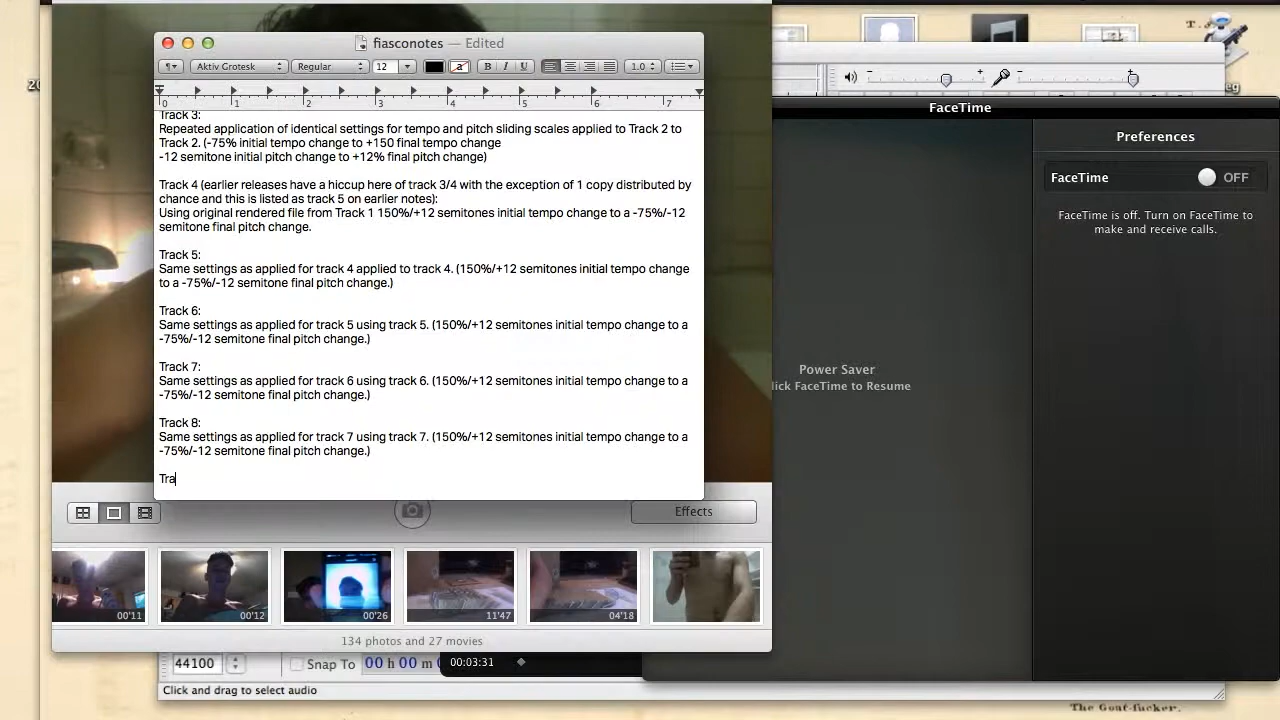 fiasconotes — Edited
Aktiv Grotesk
Regular
12
a
B I U
1.0
0 1 2 3 4 5 6 7
Track 3:
Repeated application of identical settings for tempo and pitch sliding scales applied to Track 2 to
Track 2. (-75% initial tempo change to +150 final tempo change
-12 semitone initial pitch change to +12% final pitch change)
Track 4 (earlier releases have a hiccup here of track 3/4 with the exception of 1 copy distributed by
chance and this is listed as track 5 on earlier notes):
Using original rendered file from Track 1 150%/+12 semitones initial tempo change to a -75%/-12
semitone final pitch change.
Track 5:
Same settings as applied for track 4 applied to track 4. (150%/+12 semitones initial tempo change
to a -75%/-12 semitone final pitch change.)
Track 6:
Same settings as applied for track 5 using track 5. (150%/+12 semitones initial tempo change to a
-75%/-12 semitone final pitch change.)
Track 7:
Same settings as applied for track 6 using track 6. (150%/+12 semitones initial tempo change to a
-75%/-12 semitone final pitch change.)
Track 8:
Same settings as applied for track 7 using track 7. (150%/+12 semitones initial tempo change to a
-75%/-12 semitone final pitch change.)
Tra
Effects
00'11
00'12
00'26
11'47
04'18
134 photos and 27 movies
FaceTime
Preferences
FaceTime OFF
FaceTime is off. Turn on FaceTime to
make and receive calls.
Power Saver
lick FaceTime to Resume
44100
Snap To
00 h 00 m
00:03:31
Click and drag to select audio
The Goat-fucker.